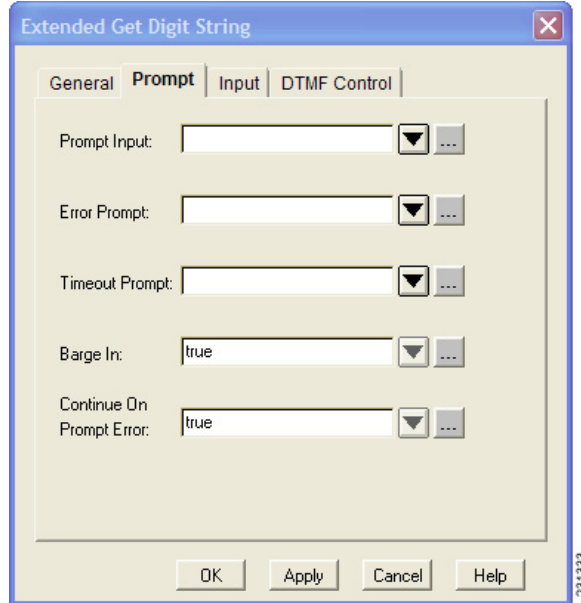 Extended Get Digit String
General Prompt Input DTMF Control
Prompt Input: ...
Error Prompt: ...
Timeout Prompt: ...
Barge In: true ...
Continue On
Prompt Error: true ...
OK Apply Cancel Help